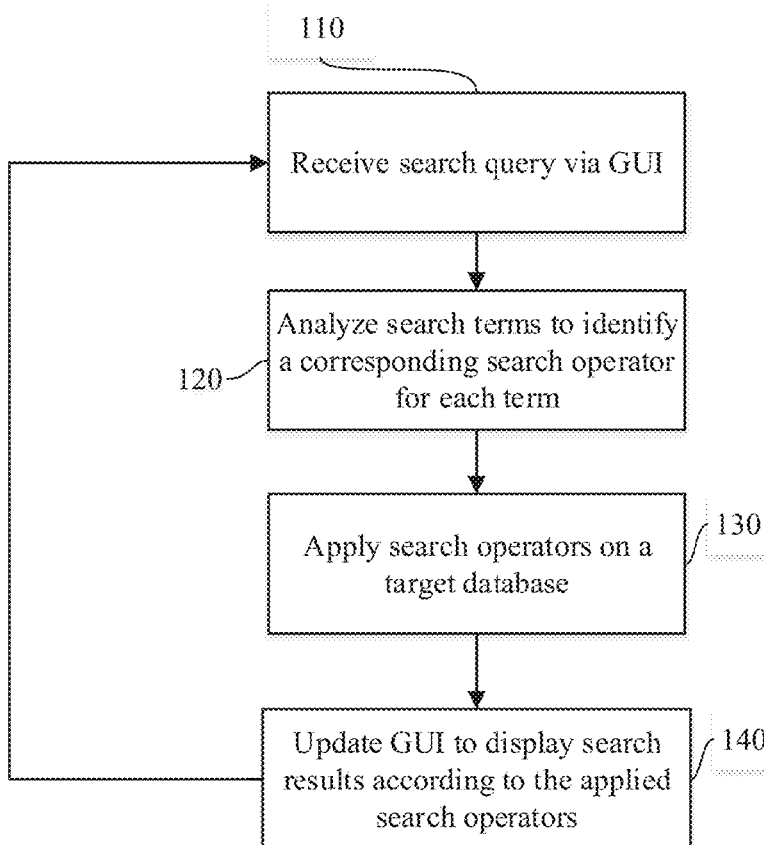 110
Receive search query via GUI
Analyze search terms to identify
a corresponding search operator
for each term
120
Apply search operators on a
target database
130
Update GUI to display search
results according to the applied
search operators
140